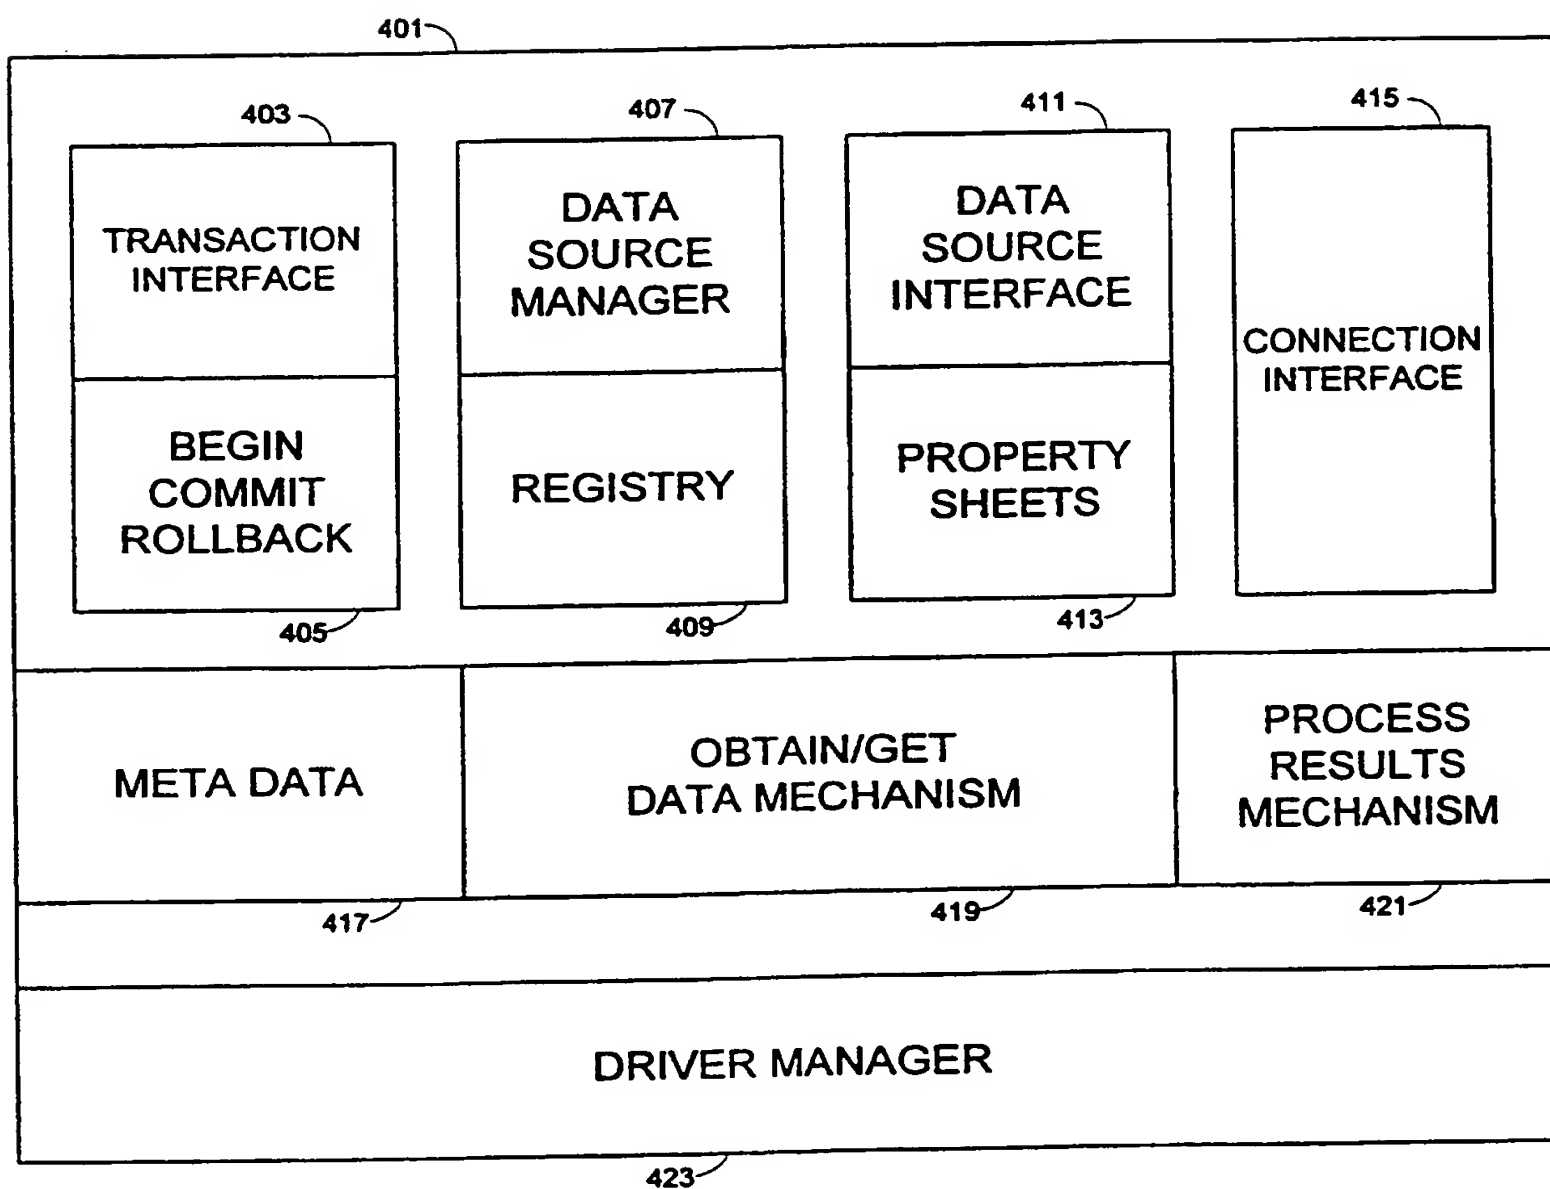 401
403
407
411
415
TRANSACTION
INTERFACE
DATA
SOURCE
MANAGER
DATA
SOURCE
INTERFACE
CONNECTION
INTERFACE
BEGIN
COMMIT
ROLLBACK
REGISTRY
PROPERTY
SHEETS
405
409
413
META DATA
OBTAIN/GET
DATA MECHANISM
PROCESS
RESULTS
MECHANISM
417
419
421
DRIVER MANAGER
423